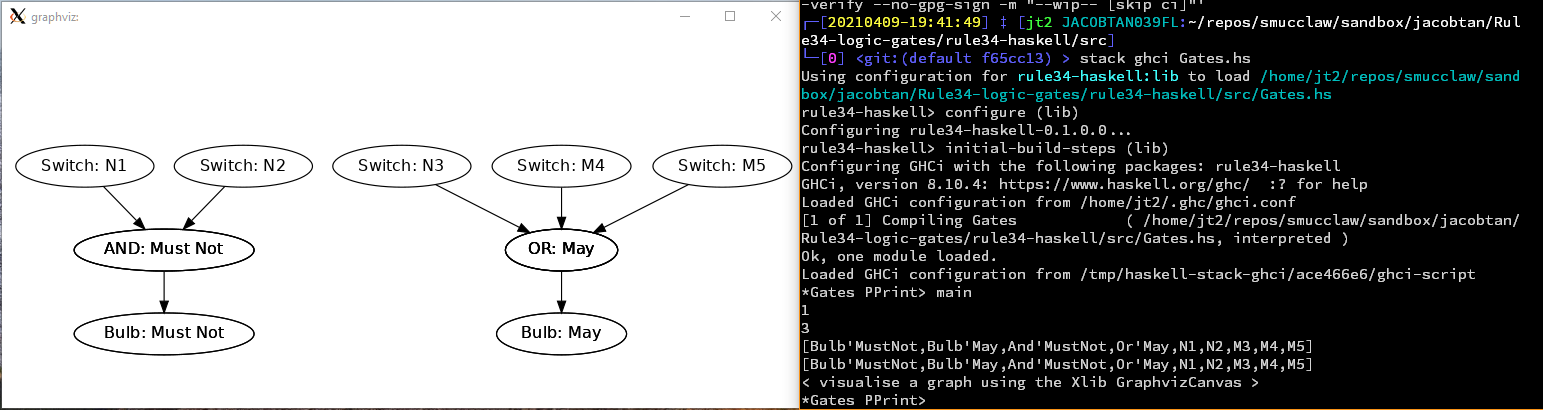 graphviz:
Switch: N1
Switch: N2
Switch: N3
Switch: M4
Switch: M5
AND: Must Not
OR: May
Bulb: Must Not
Bulb: May
-verify --no-gpg-sign -m "--wip-- [skip ci]"'
┌─[20210409-19:41:49] ‡ [jt2 JACOBTAN039FL:~/repos/smucclaw/sandbox/jacobtan/Rul
e34-logic-gates/rule34-haskell/src]
└─[0] <git:(default f65cc13) > stack ghci Gates.hs
Using configuration for rule34-haskell:lib to load /home/jt2/repos/smucclaw/sand
box/jacobtan/Rule34-logic-gates/rule34-haskell/src/Gates.hs
rule34-haskell> configure (lib)
Configuring rule34-haskell-0.1.0.0...
rule34-haskell> initial-build-steps (lib)
Configuring GHCi with the following packages: rule34-haskell
GHCi, version 8.10.4: https://www.haskell.org/ghc/  :? for help
Loaded GHCi configuration from /home/jt2/.ghc/ghci.conf
[1 of 1] Compiling Gates            ( /home/jt2/repos/smucclaw/sandbox/jacobtan/
Rule34-logic-gates/rule34-haskell/src/Gates.hs, interpreted )
Ok, one module loaded.
Loaded GHCi configuration from /tmp/haskell-stack-ghci/ace466e6/ghci-script
*Gates PPrint> main
1
3
[Bulb'MustNot,Bulb'May,And'MustNot,Or'May,N1,N2,M3,M4,M5]
[Bulb'MustNot,Bulb'May,And'MustNot,Or'May,N1,N2,M3,M4,M5]
< visualise a graph using the Xlib GraphvizCanvas >
*Gates PPrint>